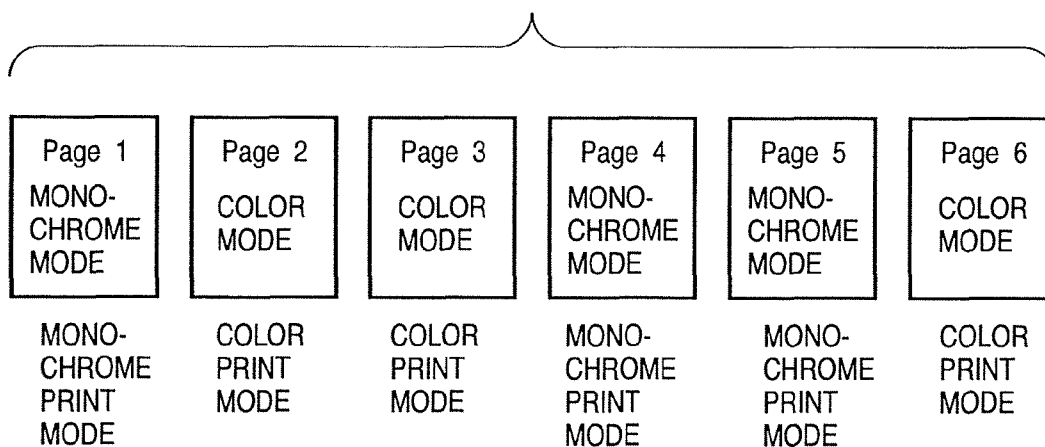 Page 1
MONO-
CHROME
MODE
Page 2
COLOR
MODE
Page 3
COLOR
MODE
Page 4
MONO-
CHROME
MODE
Page 5
MONO-
CHROME
MODE
Page 6
COLOR
MODE
MONO-
CHROME
PRINT
MODE
COLOR
PRINT
MODE
COLOR
PRINT
MODE
MONO-
CHROME
PRINT
MODE
MONO-
CHROME
PRINT
MODE
COLOR
PRINT
MODE